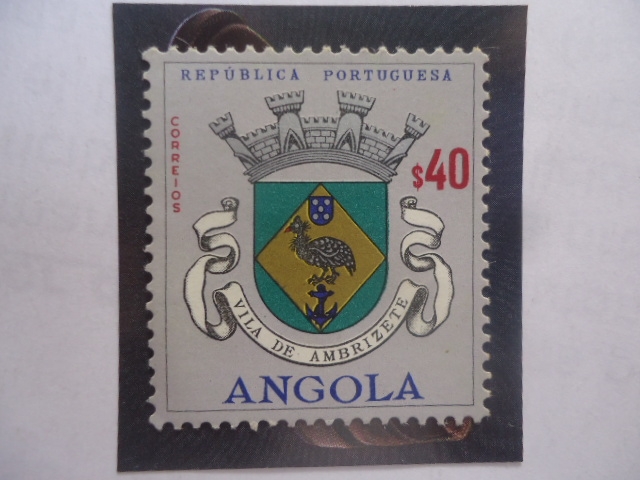 REPÚBLICA PORTUGUESA
CORREIOS
$40
VILA DE AMBRIZETE
ANGOLA